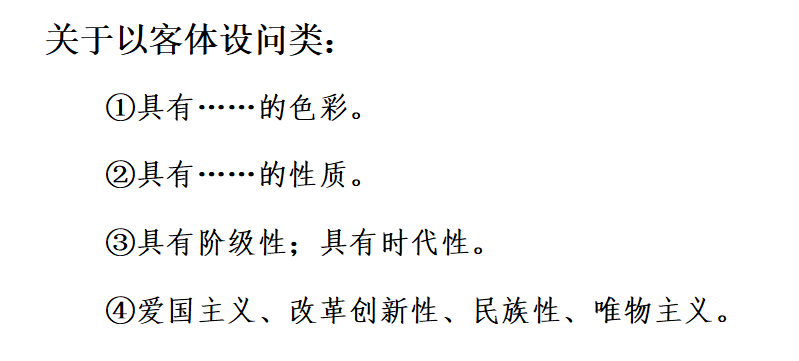 关于以客体设问类：
①具有……的色彩。
②具有……的性质。
③具有阶级性；具有时代性。
④爱国主义、改革创新性、民族性、唯物主义。